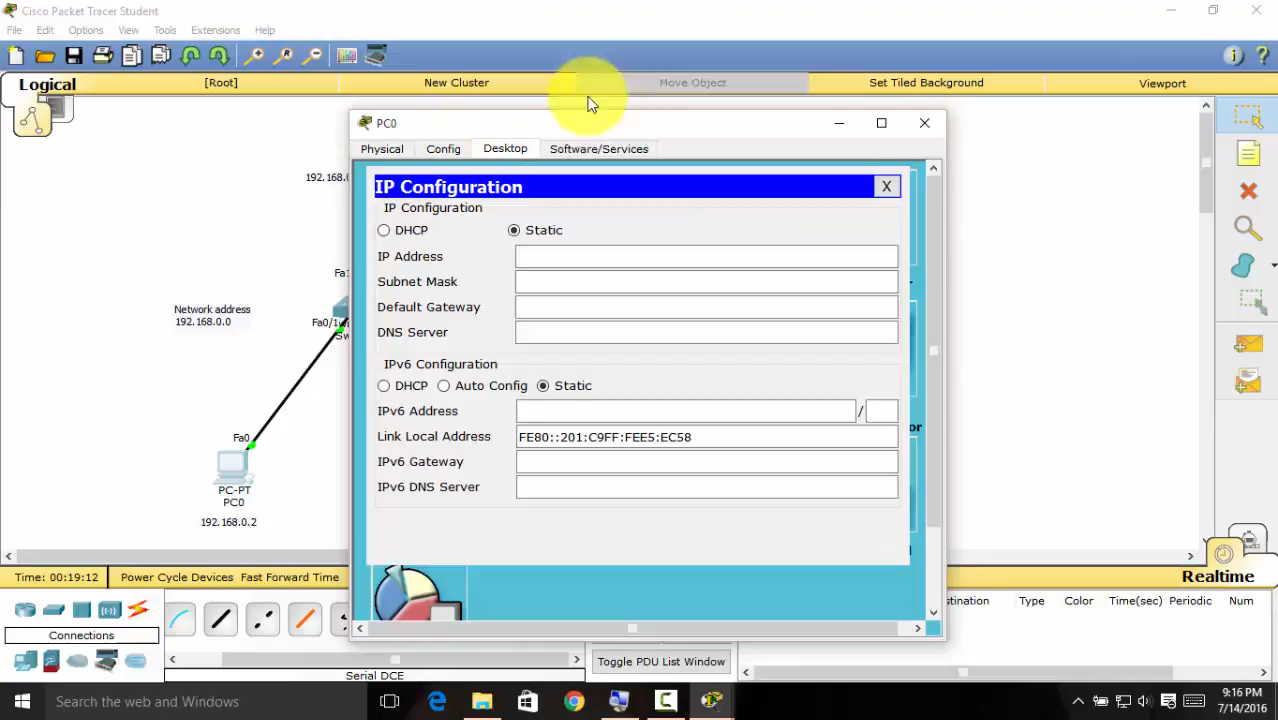 Cisco Packet Tracer Student
File Edit Options View Tools Extensions Help
Logical [Root] New Cluster Move Object Set Tiled Background Viewport
PC0
Physical Config Desktop Software/Services
192.168.0.
IP Configuration X
IP Configuration
DHCP Static
IP Address
Subnet Mask
Default Gateway
DNS Server
IPv6 Configuration
DHCP Auto Config Static
IPv6 Address /
Link Local Address FE80::201:C9FF:FEE5:EC58
IPv6 Gateway
IPv6 DNS Server
Network address
192.168.0.0
Fa0/1
Fa0
PC-PT
PC0
192.168.0.2
or
Time: 00:19:12 Power Cycle Devices Fast Forward Time Realtime
Connections
Serial DCE
Toggle PDU List Window
stination Type Color Time(sec) Periodic Num
Search the web and Windows
9:16 PM
7/14/2016